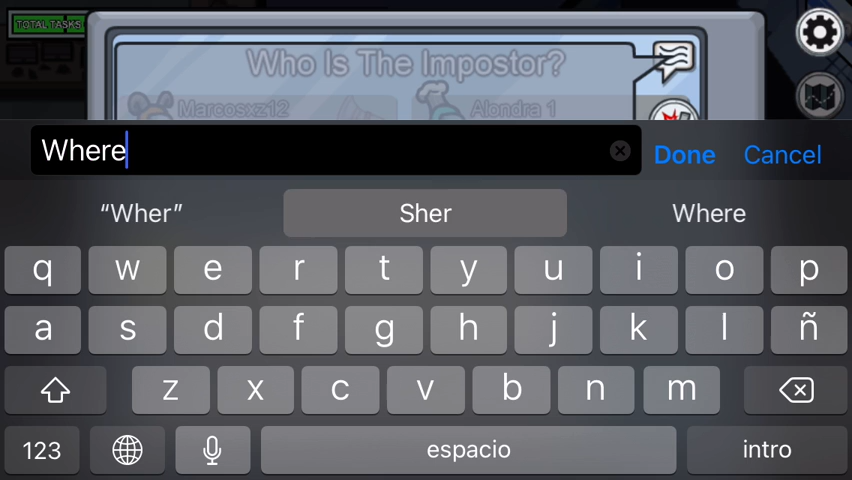 TOTAL TASKS
Who Is The Impostor?
Marcosxz12 Alondra 1
Where
Done Cancel
“Wher” Sher Where
q w e r t y u i o p
a s d f g h j k l ñ
z x c v b n m
123 espacio intro